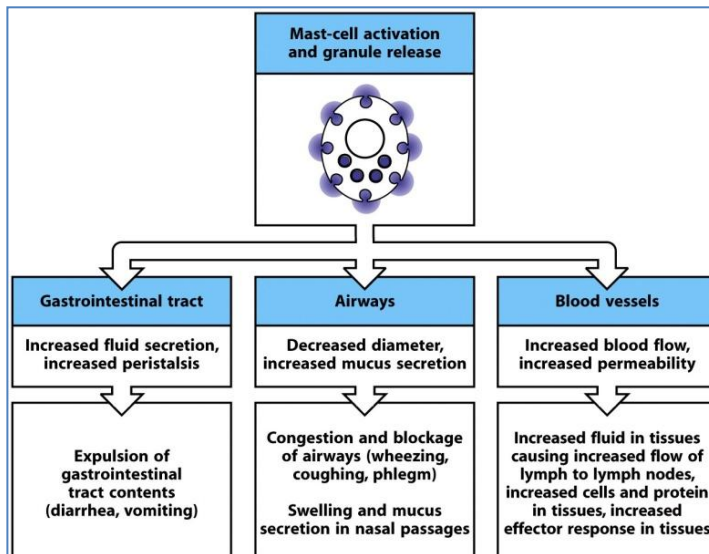 Mast-cell activation
and granule release
Gastrointestinal tract
Increased fluid secretion,
increased peristalsis
Expulsion of
gastrointestinal
tract contents
(diarrhea, vomiting)
Airways
Decreased diameter,
increased mucus secretion
Congestion and blockage
of airways (wheezing,
coughing, phlegm)
Swelling and mucus
secretion in nasal passages
Blood vessels
Increased blood flow,
increased permeability
Increased fluid in tissues
causing increased flow of
lymph to lymph nodes,
increased cells and protein
in tissues, increased
effector response in tissues